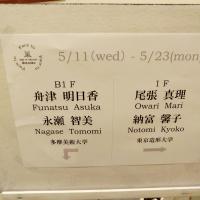 5/11(wed) - 5/23(mon)
B1F
舟津 明日香
Funatsu Asuka
永瀬 智美
Nagase Tomomi
多摩美術大学
1F
尾張 真理
Owari Mari
納富 馨子
Notomi Kyoko
東京造形大学